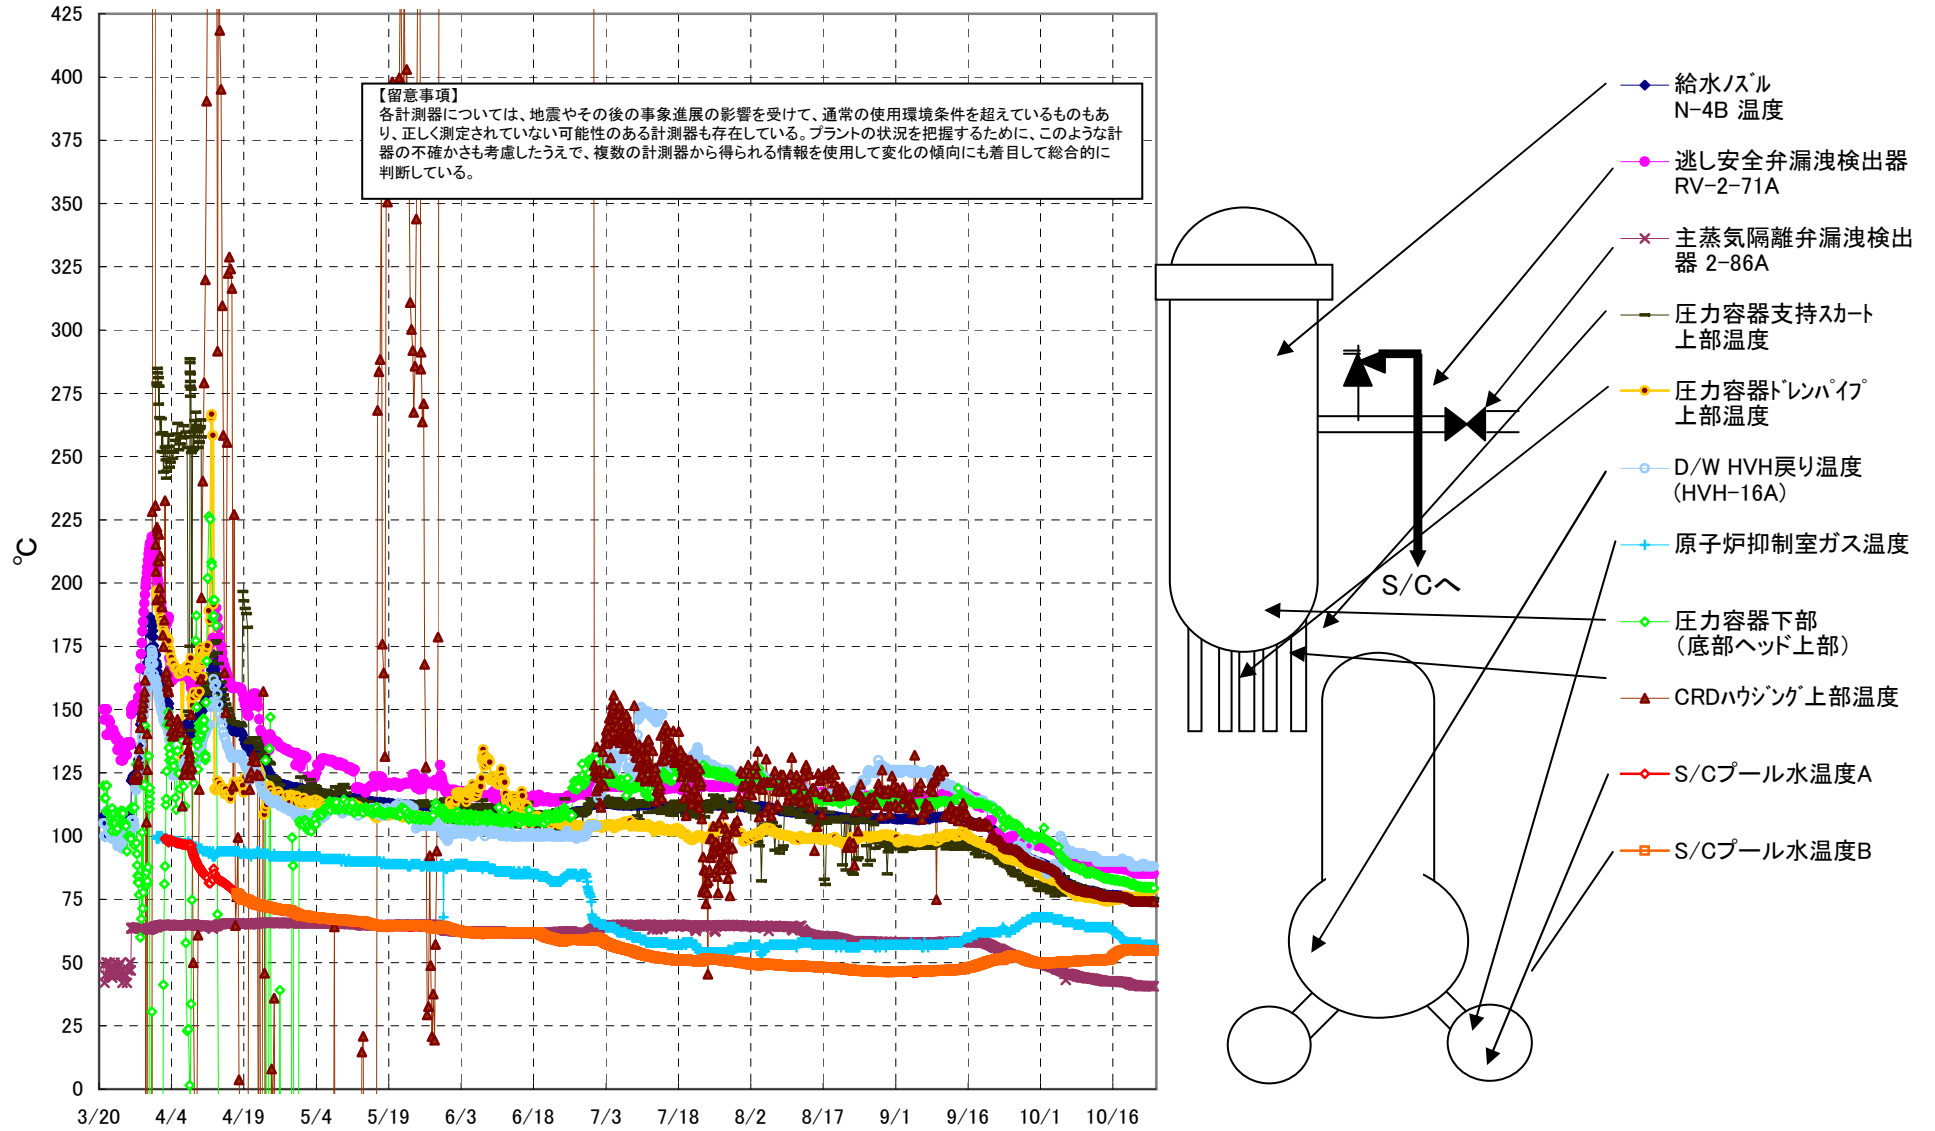 425
400
375
350
325
300
275
250
225
200
175
150
125
100
75
50
25
0
℃
3/20 4/4 4/19 5/4 5/19 6/3 6/18 7/3 7/18 8/2 8/17 9/1 9/16 10/1 10/16
【留意事項】
各計測器については、地震やその後の事象進展の影響を受けて、通常の使用環境条件を超えているものもあ
り、正しく測定されていない可能性のある計測器も存在している。プラントの状況を把握するために、このような計
器の不確かさも考慮したうえで、複数の計測器から得られる情報を使用して変化の傾向にも着目して総合的に
判断している。
S/Cへ
給水ﾉｽﾞﾙ
N-4B 温度
逃し安全弁漏洩検出器
RV-2-71A
主蒸気隔離弁漏洩検出
器 2-86A
圧力容器支持ｽｶｰﾄ
上部温度
圧力容器ﾄﾞﾚﾝﾊﾟｲﾌﾟ
上部温度
D/W HVH戻り温度
(HVH-16A)
原子炉抑制室ガス温度
圧力容器下部
（底部ヘッド上部）
CRDﾊｳｼﾞﾝｸﾞ上部温度
S/Cプール水温度A
S/Cプール水温度B